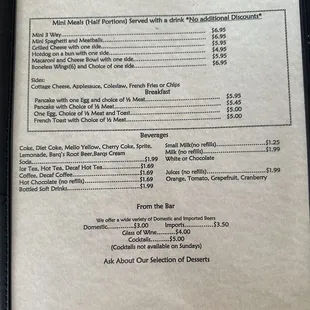 Mini Meals (Half Portions) Served with a drink *No additional Discounts*
Mini 3 Way $6.95
Mini Spaghetti and Meatballs $6.95
Grilled Cheese with one side $5.95
Hotdog on a bun with one side $4.95
Macaroni and Cheese Bowl with one side $5.95
Boneless Wings(6) and Choice of one side $6.95
Sides:
Cottage Cheese, Applesauce, Coleslaw, French Fries or Chips
Breakfast
Pancake with one Egg and choice of ½ Meat $5.95
Pancake with Choice of ½ Meat $5.45
One Egg, Choice of ½ Meat and Toast $5.00
French Toast with Choice of ½ Meat $5.00
Beverages
Coke, Diet Coke, Mello Yellow, Cherry Coke, Sprite,
Lemonade, Barq's Root Beer,Barqs Cream
Soda $1.99
Ice Tea, Hot Tea, Decaf Hot Tea $1.69
Coffee, Decaf Coffee $1.69
Hot Chocolate (no refills) $1.69
Bottled Soft Drinks $1.99
Small Milk(no refills) $1.25
Milk (no refills) $1.99
White or Chocolate
Juices (no refills) $1.99
Orange, Tomato, Grapefruit, Cranberry
From the Bar
We offer a wide variety of Domestic and Imported Beers
Domestic $3.00 Imports $3.50
Glass of Wine $4.00
Cocktails $5.00
(Cocktails not available on Sundays)
Ask About Our Selection of Desserts